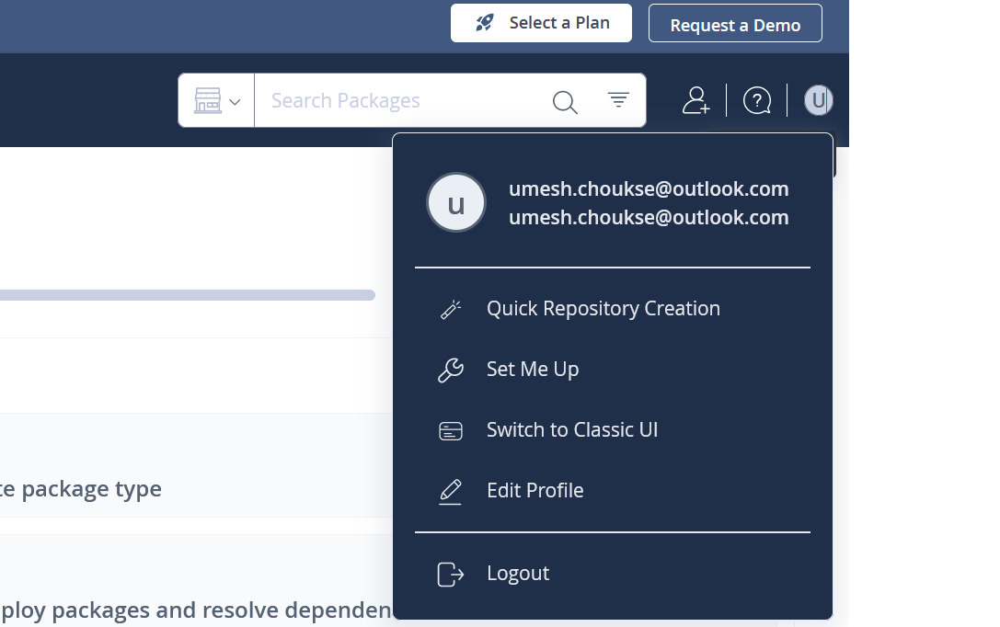 Select a Plan
Request a Demo
Search Packages
?
U
u
umesh.choukse@outlook.com
umesh.choukse@outlook.com
Quick Repository Creation
Set Me Up
Switch to Classic UI
Edit Profile
te package type
Logout
ploy packages and resolve dependen